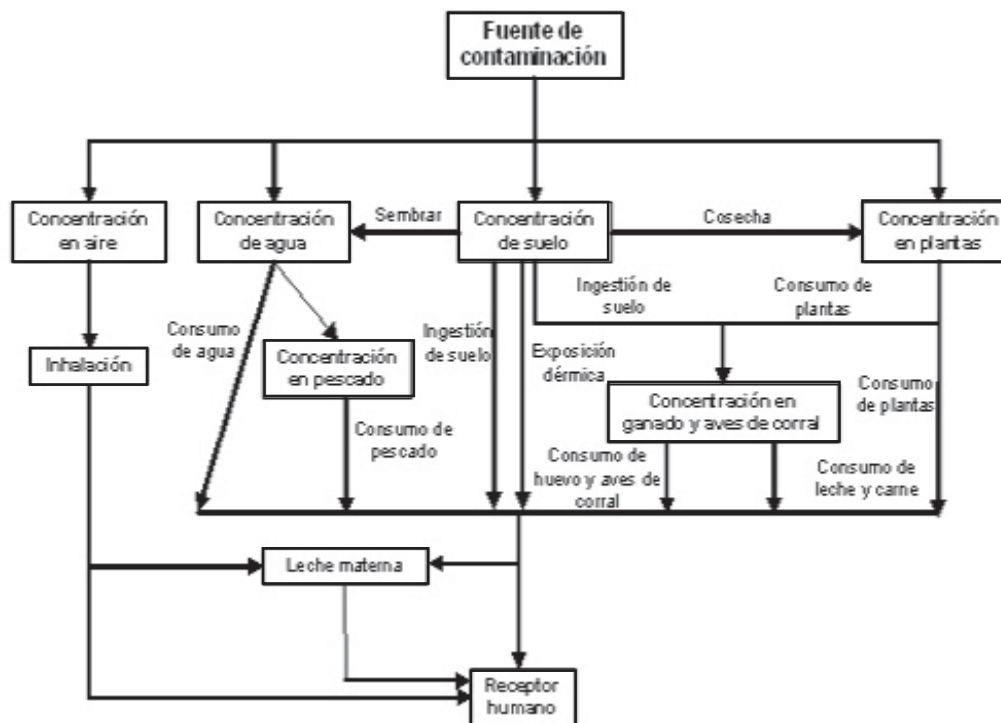 Fuente de
contaminación
Concentración
en aire
Concentración
de agua
Sembrar
Concentración
de suelo
Cosecha
Concentración
en plantas
Consumo
de agua
Ingestión
de suelo
Ingestión de
suelo
Consumo de
plantas
Inhalación
Concentración
en pescado
Exposición
dérmica
Concentración en
ganado y aves de corral
Consumo
de plantas
Consumo de
pescado
Consumo de
huevo y aves de
corral
Consumo de
leche y carne
Leche materna
Receptor
humano